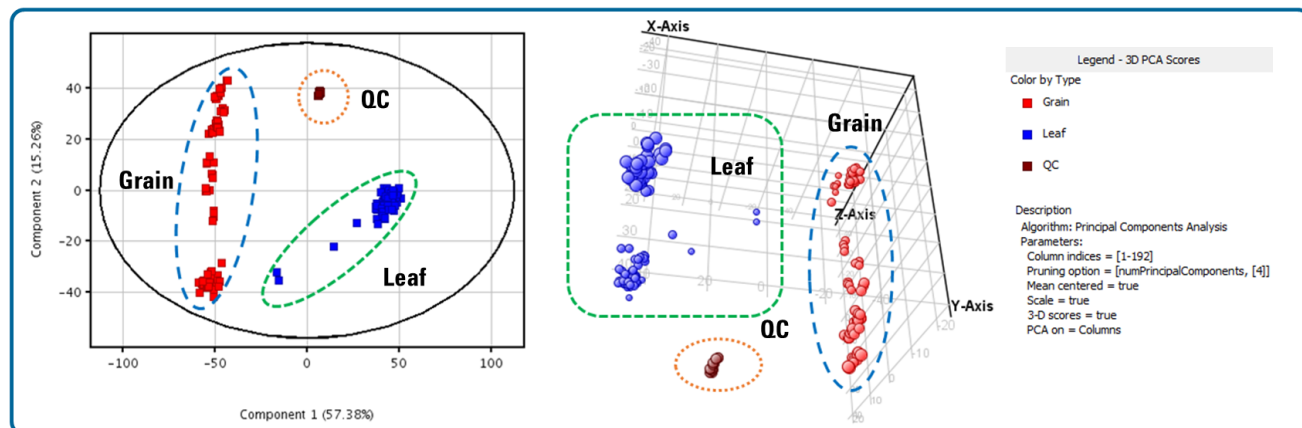 40
20
0
−20
−40
−100
−50
0
50
100
Component 2 (15.26%)
Component 1 (57.38%)
Grain
QC
Leaf
X-Axis
Grain
Leaf
Z-Axis
Y-Axis
QC
Legend - 3D PCA Scores
Color by Type
Grain
Leaf
QC
Description
Algorithm: Principal Components Analysis
Parameters:
Column indices = [1-192]
Pruning option = [numPrincipalComponents, [4]]
Mean centered = true
Scale = true
3-D scores = true
PCA on = Columns